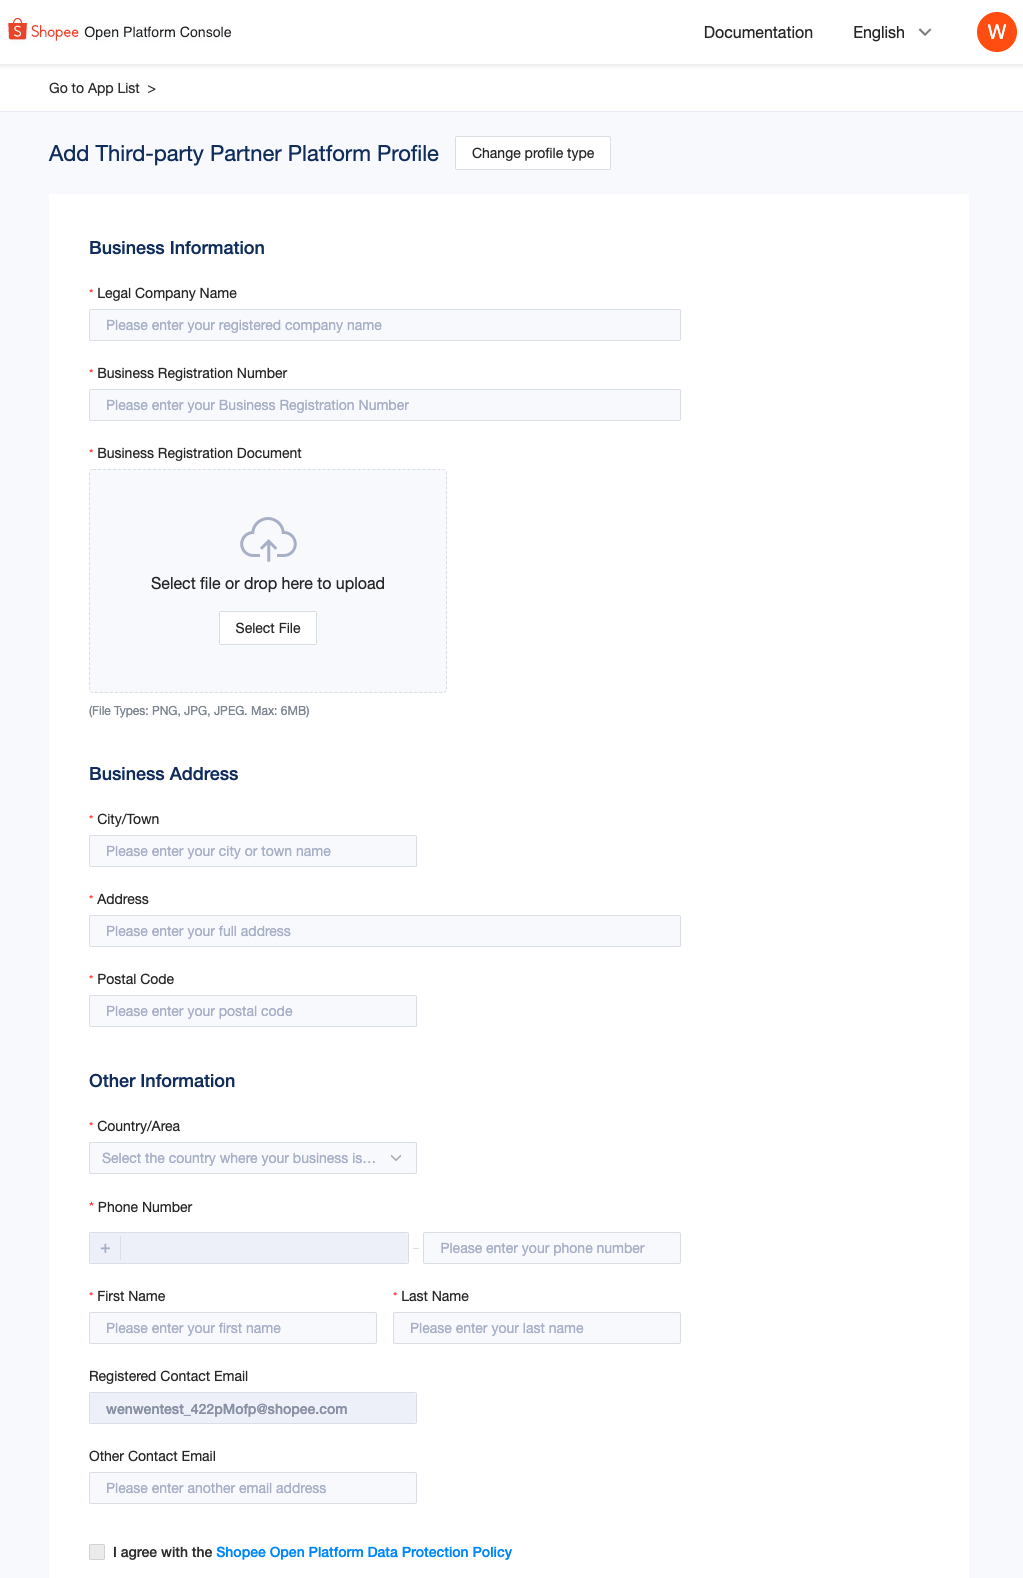 Shopee Open Platform Console Documentation English W
Go to App List >
Add Third-party Partner Platform Profile Change profile type
Business Information
* Legal Company Name
Please enter your registered company name
* Business Registration Number
Please enter your Business Registration Number
* Business Registration Document
Select file or drop here to upload
Select File
(File Types: PNG, JPG, JPEG. Max: 6MB)
Business Address
* City/Town
Please enter your city or town name
* Address
Please enter your full address
* Postal Code
Please enter your postal code
Other Information
* Country/Area
Select the country where your business is...
* Phone Number
+ – Please enter your phone number
* First Name * Last Name
Please enter your first name Please enter your last name
Registered Contact Email
wenwentest_422pMofp@shopee.com
Other Contact Email
Please enter another email address
I agree with the Shopee Open Platform Data Protection Policy